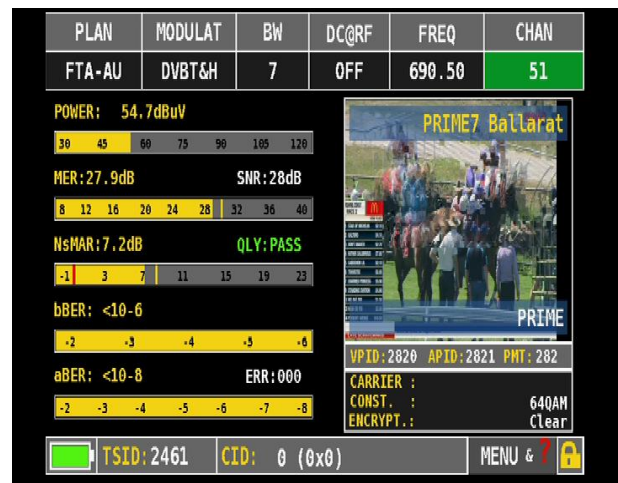 PLAN MODULAT BW DC@RF FREQ CHAN
FTA-AU DVBT&H 7 OFF 690.50 51
POWER: 54.7dBuV
30 45 60 75 90 105 120
MER:27.9dB SNR:28dB
8 12 16 20 24 28 32 36 40
NsMAR:7.2dB QLY:PASS
-1 3 7 11 15 19 23
bBER: <10-6
-2 -3 -4 -5 -6
aBER: <10-8 ERR:000
-2 -3 -4 -5 -6 -7 -8
PRIME7 Ballarat
PRIME
VPID:2820 APID:2821 PMT:282
CARRIER :
CONST. : 64QAM
ENCRYPT.: Clear
TSID:2461 CID: 0 (0x0) MENU & ?